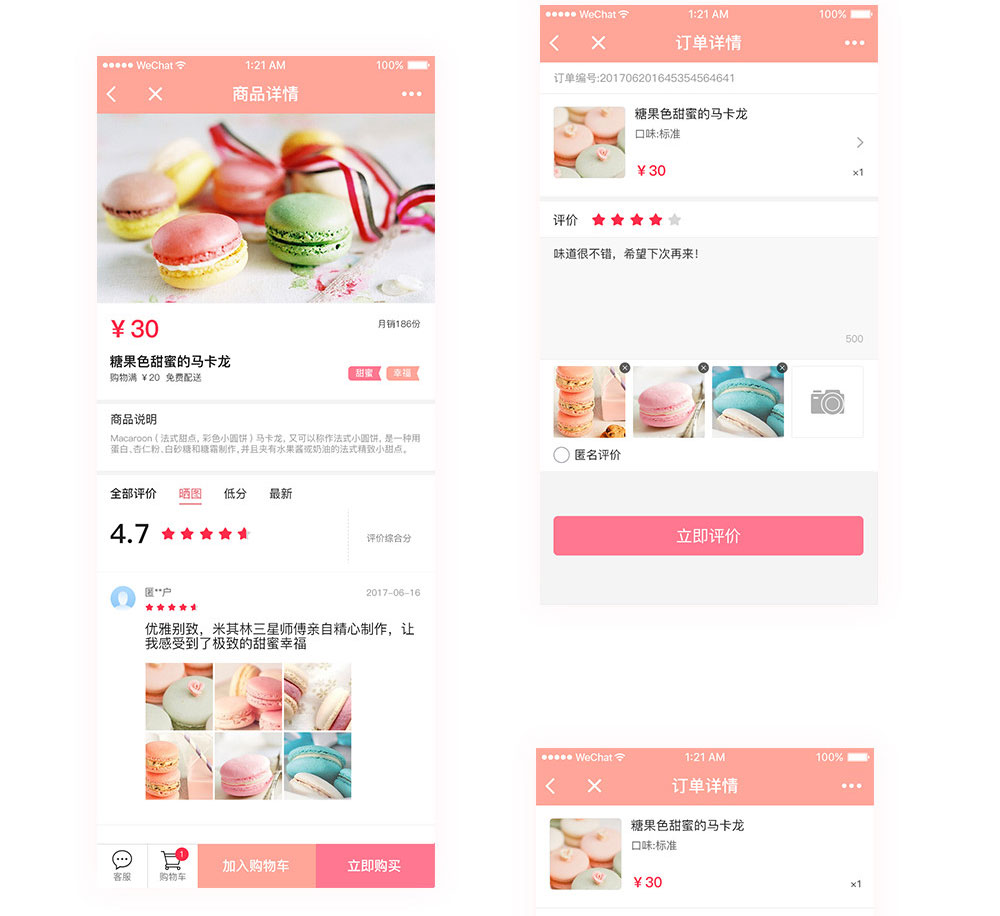 WeChat 1:21 AM 100%
商品详情
¥ 30
月销186份
糖果色甜蜜的马卡龙
购物满 ¥ 20 免费配送
甜蜜 幸福
商品说明
Macaroon ( 法式甜点, 彩色小圆饼 ) 马卡龙, 又可以称作法式小圆饼, 是一种用
蛋白、杏仁粉、白砂糖和糖霜制作, 并且夹有水果酱或奶油的法式精致小甜点。
全部评价 晒图 低分 最新
4.7
评价综合分
匿**户 2017-06-16
优雅别致，米其林三星师傅亲自精心制作，让
我感受到了极致的甜蜜幸福
客服
1
购物车
加入购物车
立即购买
WeChat 1:21 AM 100%
订单详情
订单编号:201706201645354564641
糖果色甜蜜的马卡龙
口味:标准
¥ 30
×1
评价
味道很不错，希望下次再来!
500
匿名评价
立即评价
WeChat 1:21 AM 100%
订单详情
糖果色甜蜜的马卡龙
口味:标准
¥ 30
×1